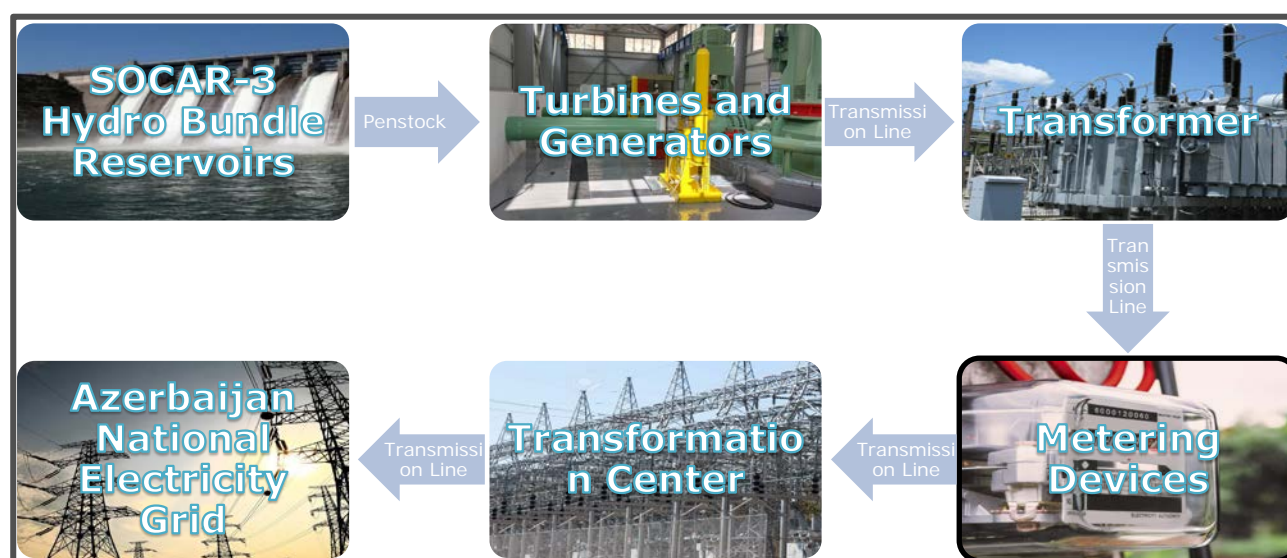 SOCAR-3
Hydro Bundle
Reservoirs
Penstock
Turbines and
Generators
Transmissi
on Line
Transformer
Tran
smis
sion
Line
Metering
Devices
Transmissi
on Line
Transformatio
n Center
Transmissi
on Line
Azerbaijan
National
Electricity
Grid